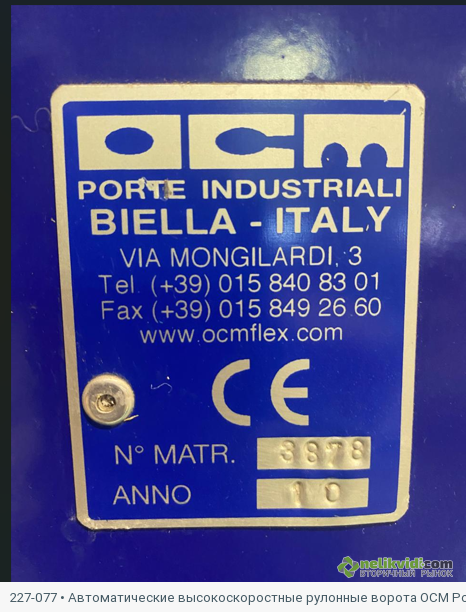 ocm
PORTE INDUSTRIALI
BIELLA - ITALY
VIA MONGILARDI, 3
Tel. (+39) 015 840 83 01
Fax (+39) 015 849 26 60
www.ocmflex.com
CE
N° MATR. 3978
ANNO 10
nelikvidi.com
ВТОРИЧНЫЙ РЫНОК
227-077 • Автоматические высокоскоростные рулонные ворота OCM